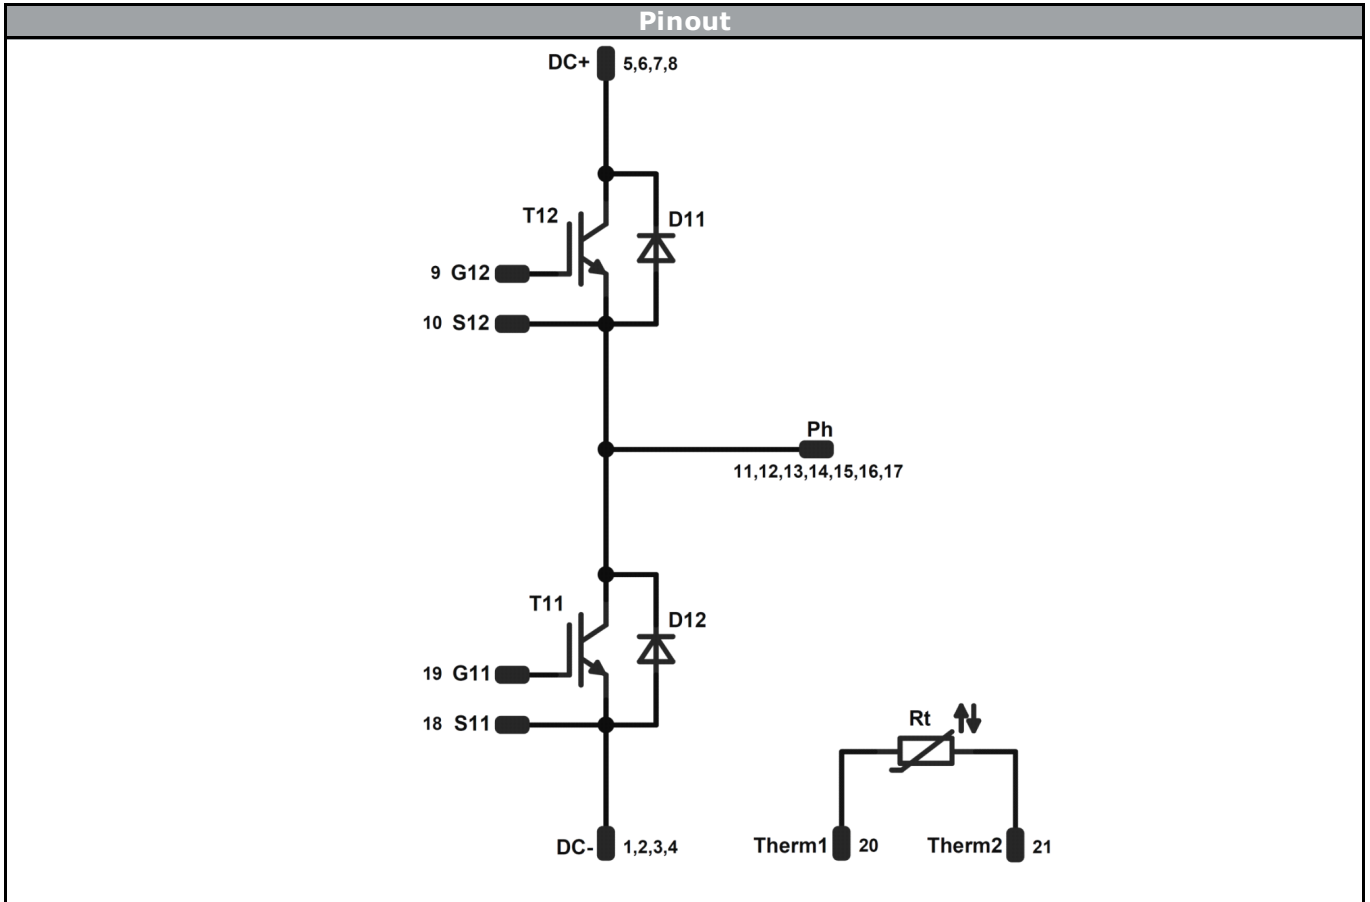 Pinout
DC+ 5,6,7,8
T12 D11
9 G12
10 S12
Ph
11,12,13,14,15,16,17
T11 D12
19 G11
18 S11
Rt
DC- 1,2,3,4
Therm1 20
Therm2 21